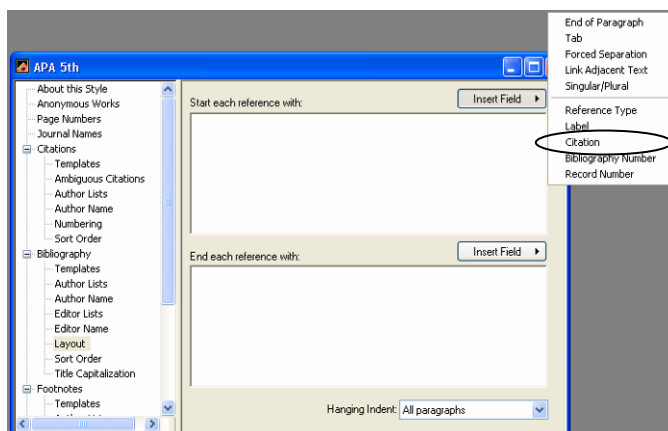 End of Paragraph
Tab
Forced Separation
Link Adjacent Text
Singular/Plural
Reference Type
Label
Citation
Bibliography Number
Record Number
APA 5th
About this Style
Anonymous Works
Page Numbers
Journal Names
Citations
Templates
Ambiguous Citations
Author Lists
Author Name
Numbering
Sort Order
Bibliography
Templates
Author Lists
Author Name
Editor Lists
Editor Name
Layout
Sort Order
Title Capitalization
Footnotes
Templates
Start each reference with:
Insert Field
End each reference with:
Insert Field
Hanging Indent: All paragraphs